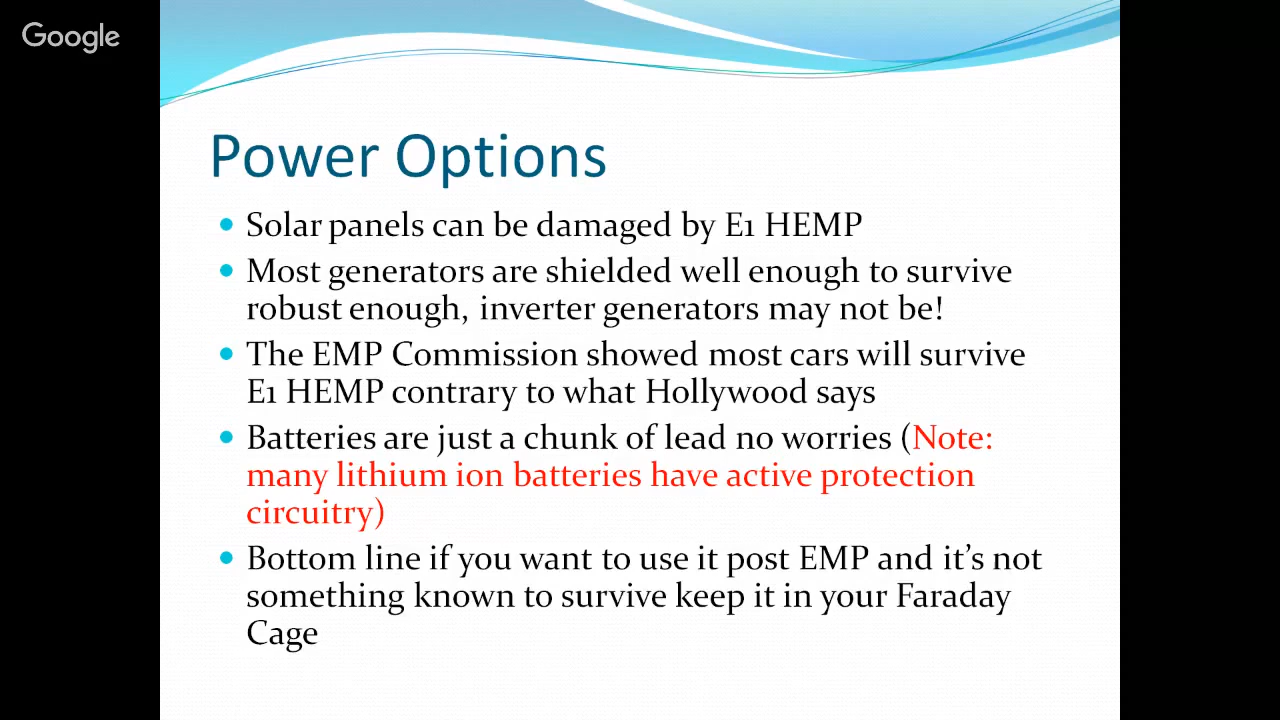 Google
Power Options
• Solar panels can be damaged by E1 HEMP
• Most generators are shielded well enough to survive
robust enough, inverter generators may not be!
• The EMP Commission showed most cars will survive
E1 HEMP contrary to what Hollywood says
• Batteries are just a chunk of lead no worries (Note:
many lithium ion batteries have active protection
circuitry)
• Bottom line if you want to use it post EMP and it’s not
something known to survive keep it in your Faraday
Cage